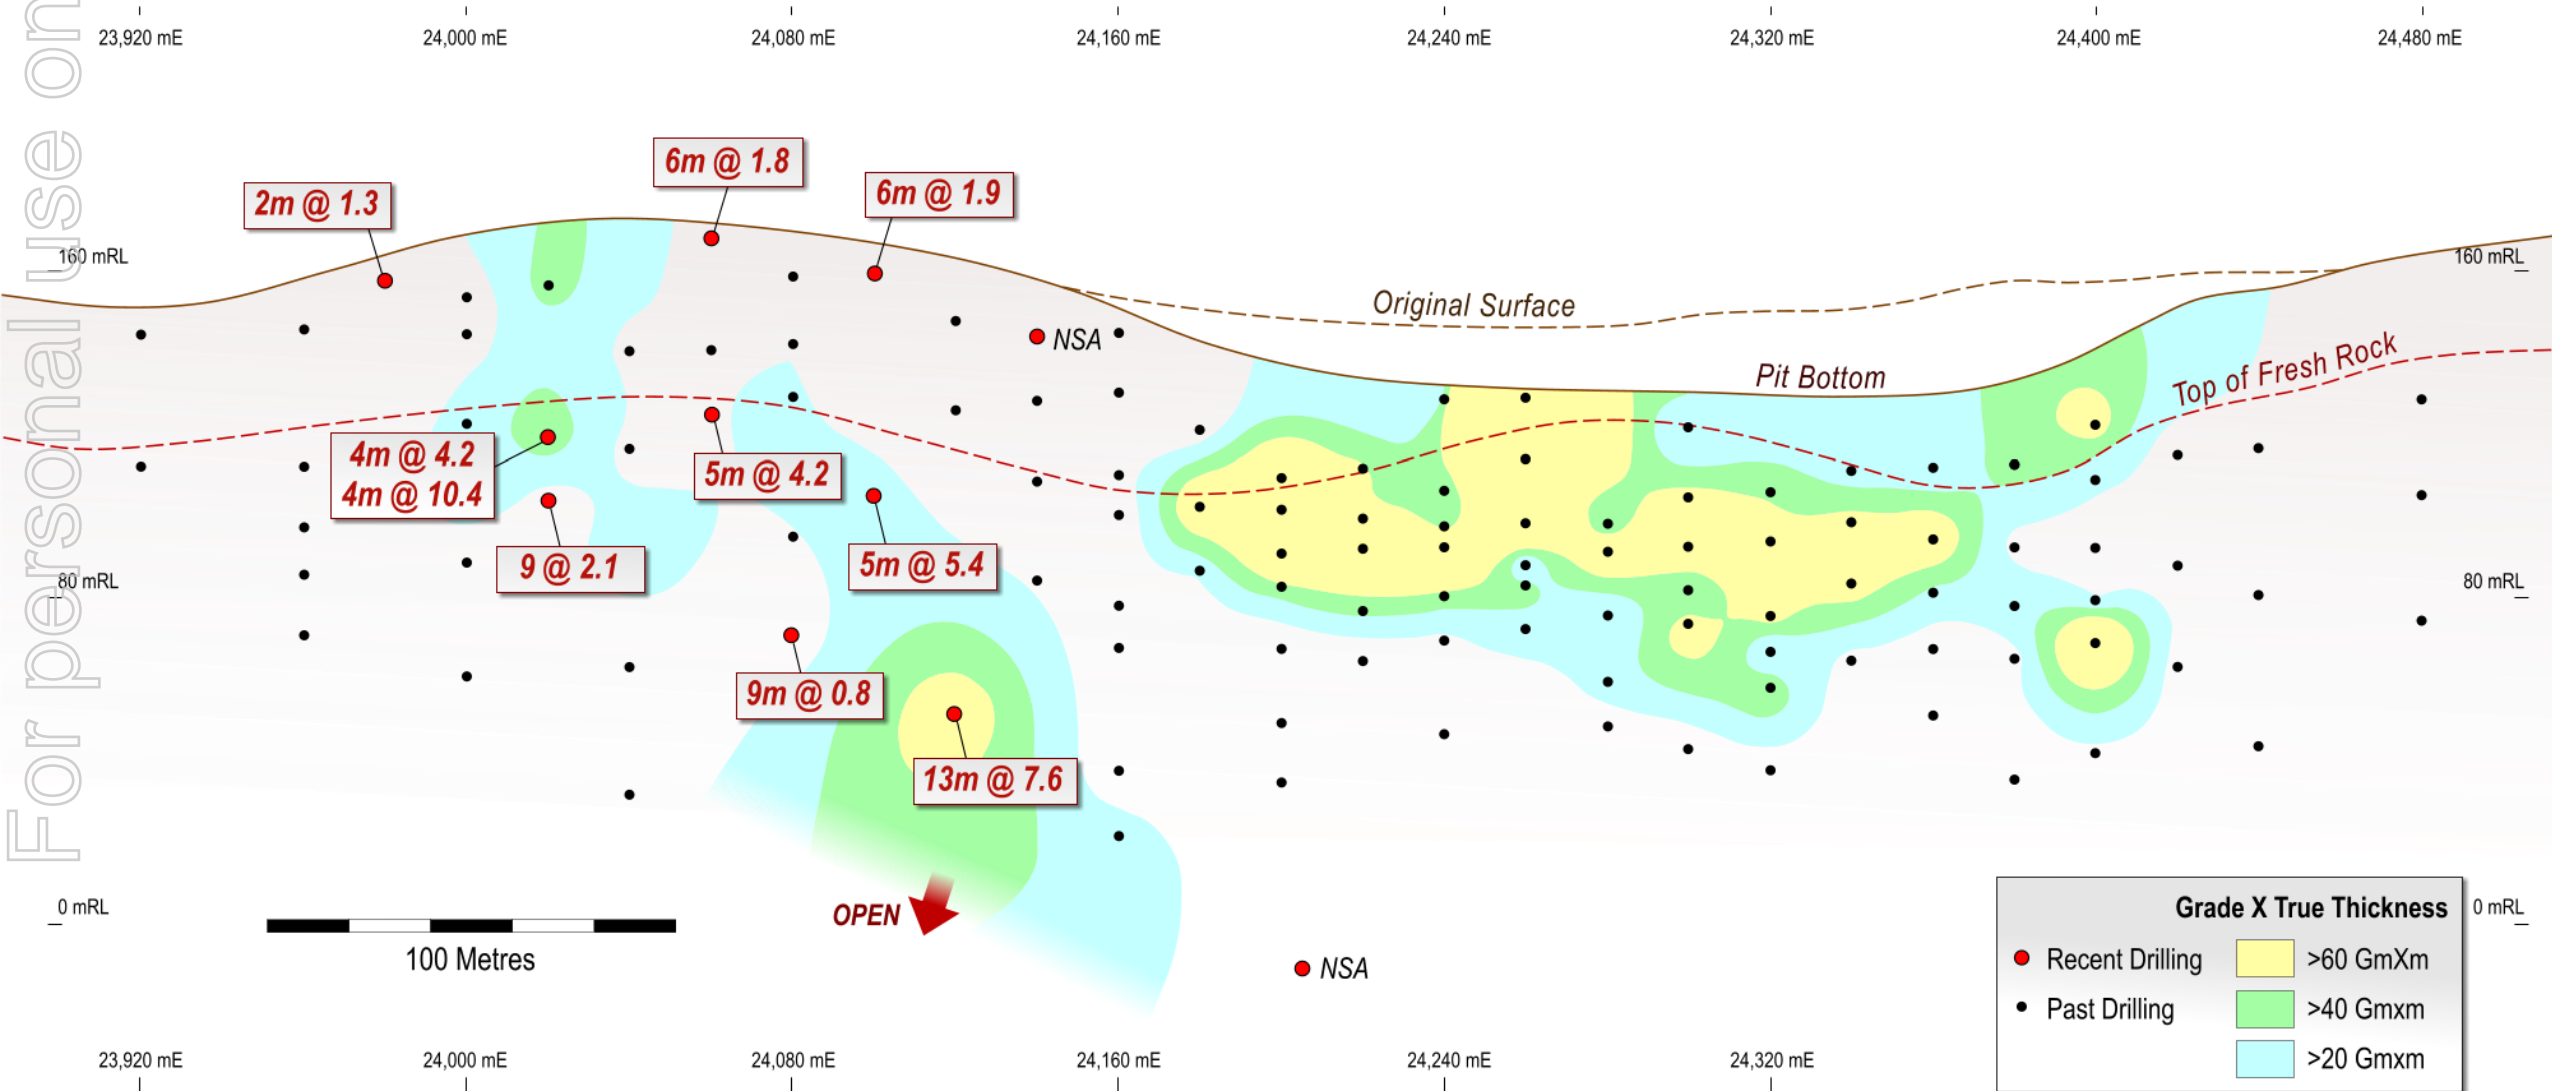 23,920 mE
24,000 mE
24,080 mE
24,160 mE
24,240 mE
24,320 mE
24,400 mE
24,480 mE
For personal use on
6m @ 1.8
2m @ 1.3
6m @ 1.9
160 mRL
160 mRL
Original Surface
NSA
Pit Bottom
Top of Fresh Rock
4m @ 4.2
4m @ 10.4
5m @ 4.2
9 @ 2.1
5m @ 5.4
80 mRL
80 mRL
9m @ 0.8
13m @ 7.6
OPEN
0 mRL
0 mRL
100 Metres
NSA
Grade X True Thickness
Recent Drilling
>60 GmXm
Past Drilling
>40 Gmxm
>20 Gmxm
23,920 mE
24,000 mE
24,080 mE
24,160 mE
24,240 mE
24,320 mE